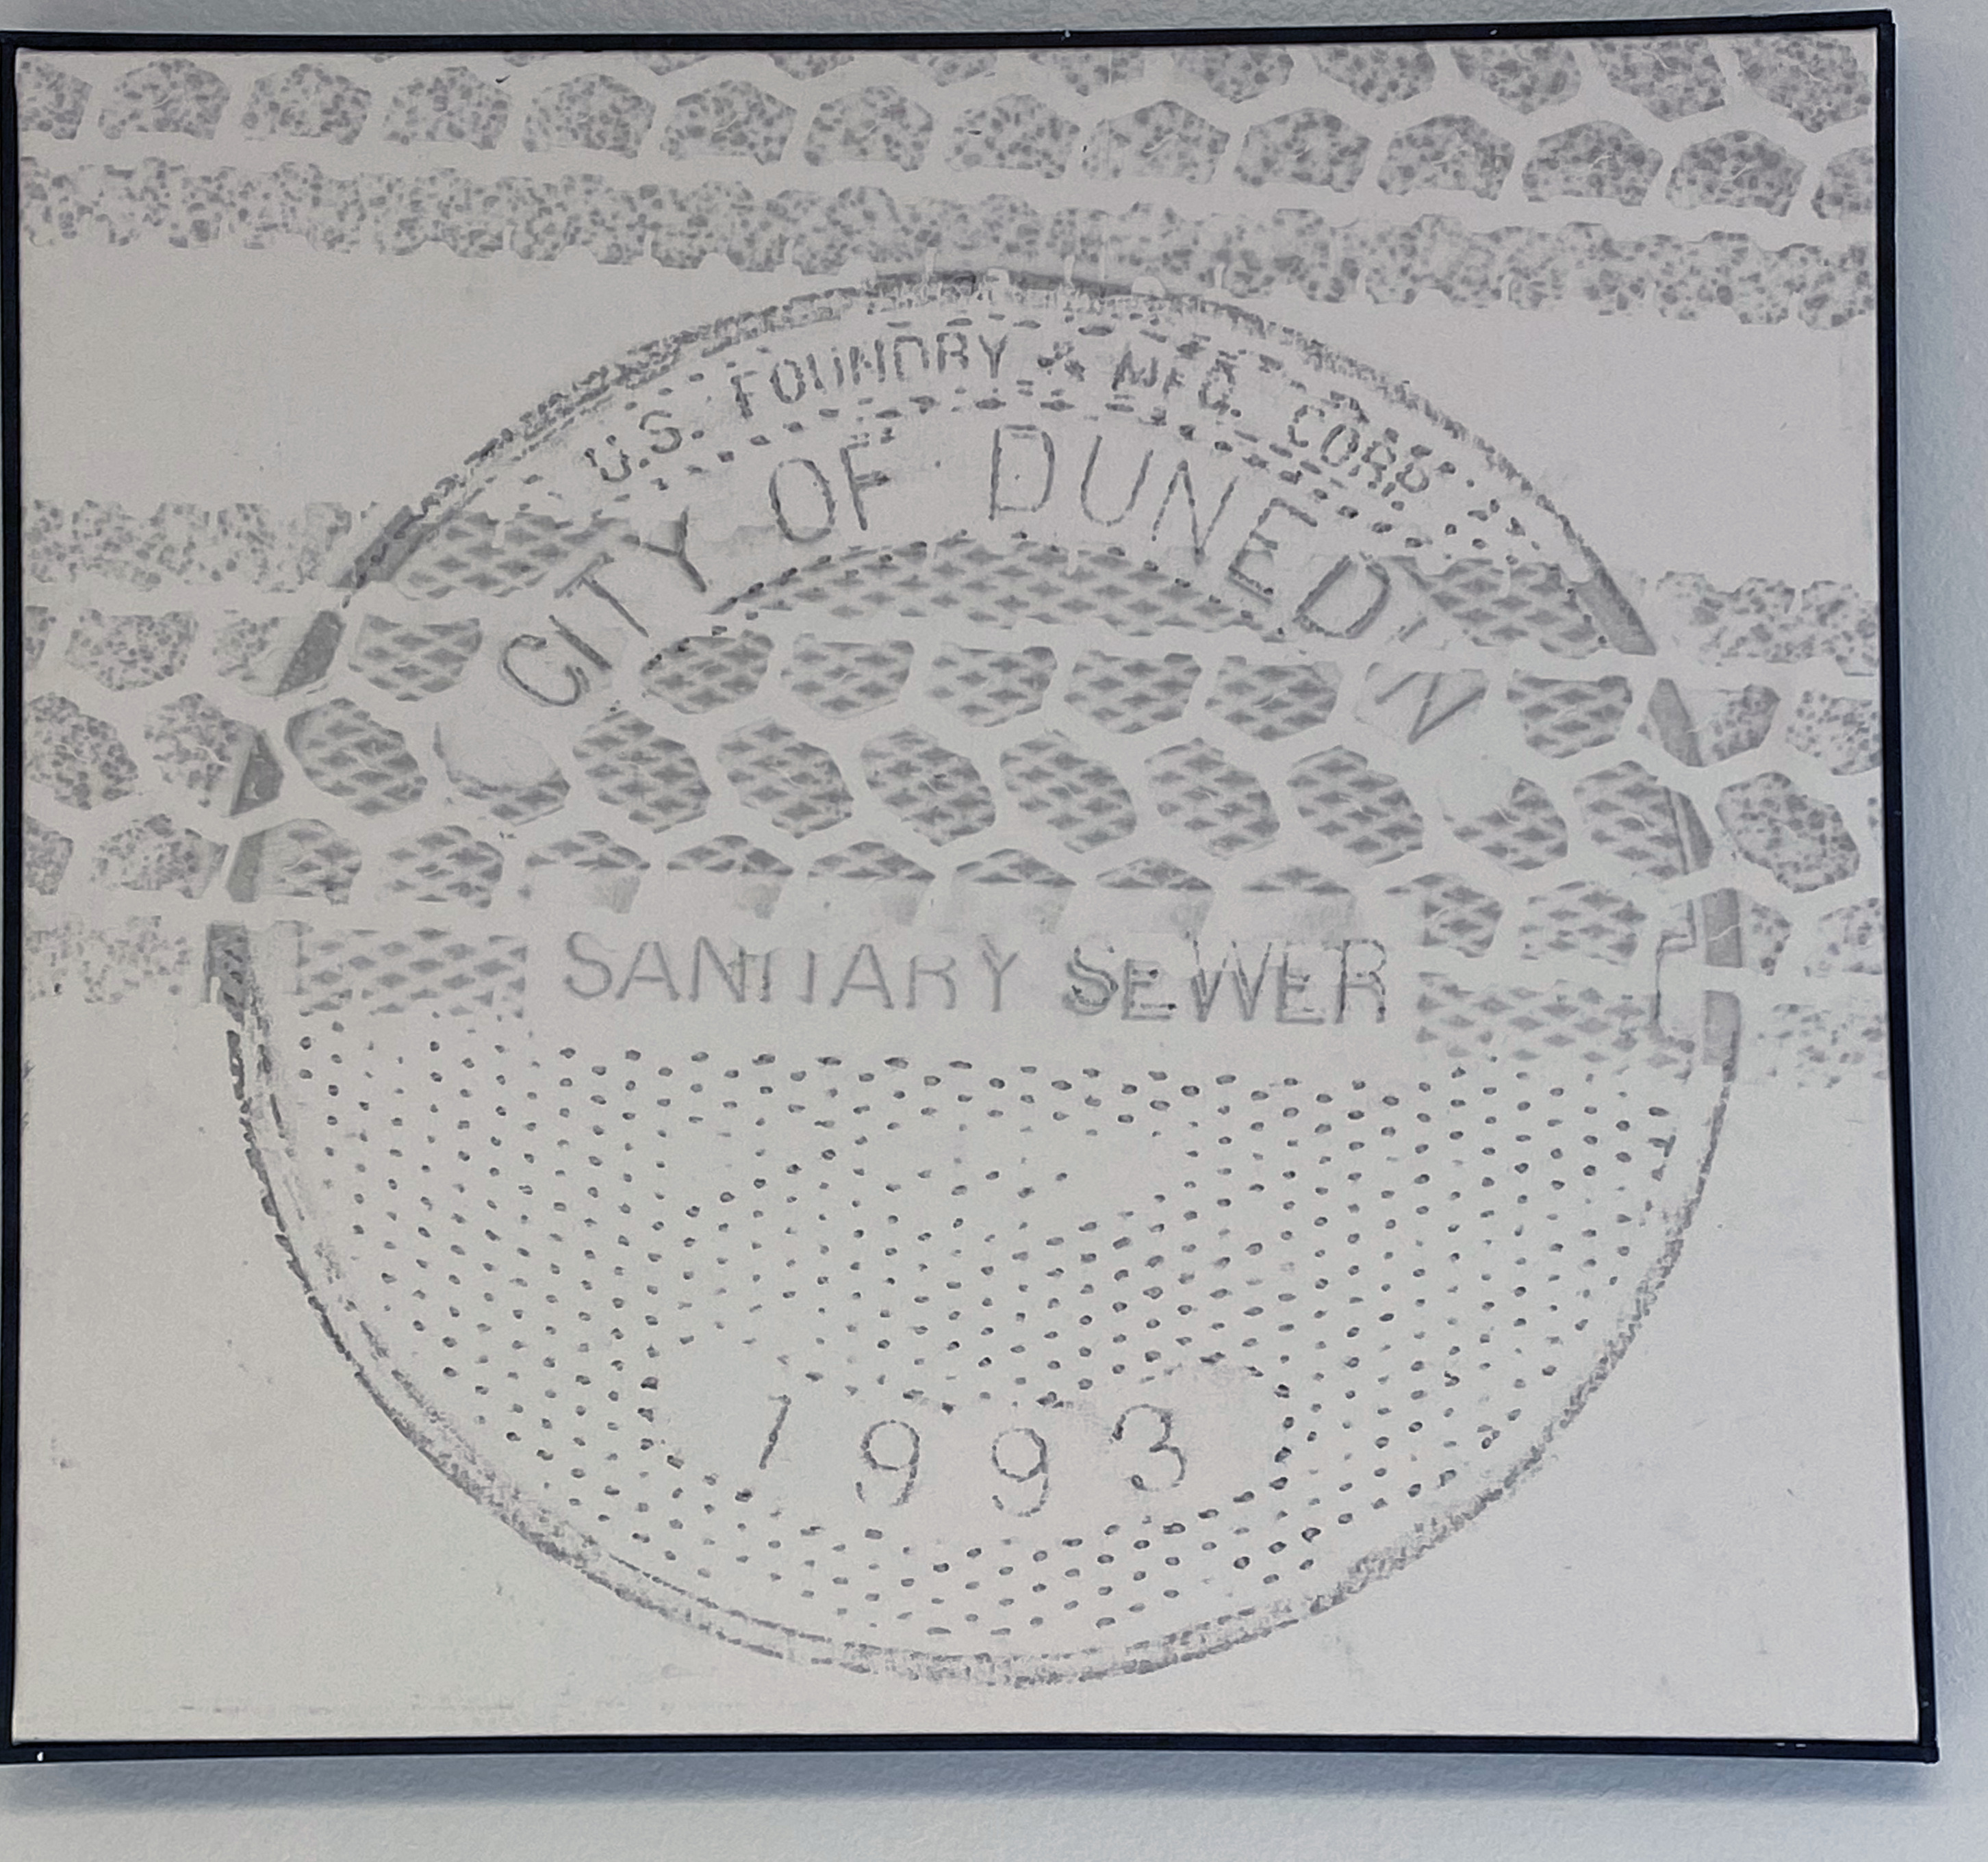 U.S. FOUNDRY & MFG. CORP.
CITY OF DUNEDIN
SANITARY SEWER
1993